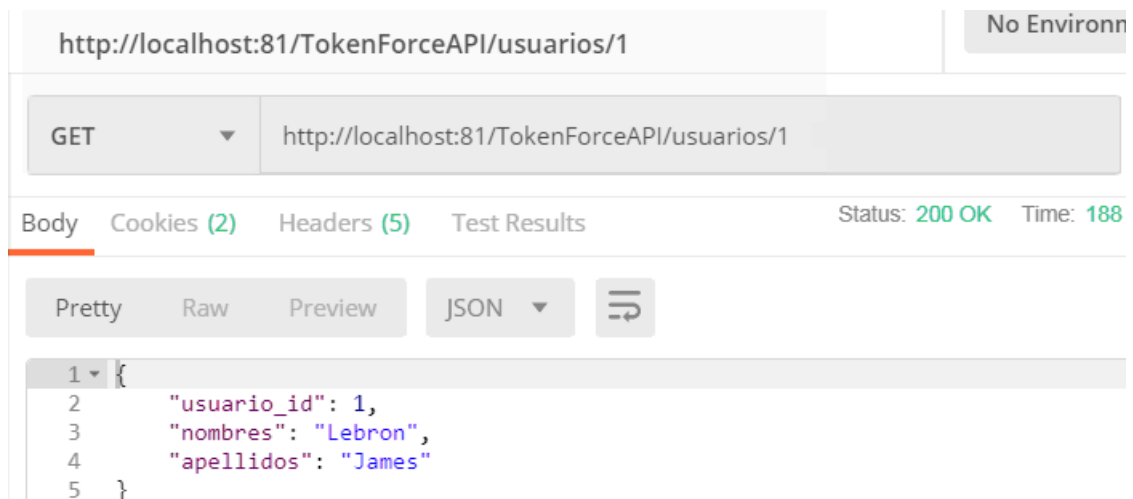 http://localhost:81/TokenForceAPI/usuarios/1
No Environm
GET http://localhost:81/TokenForceAPI/usuarios/1
Body Cookies (2) Headers (5) Test Results Status: 200 OK Time: 188
Pretty Raw Preview JSON
1 {
2 "usuario_id": 1,
3 "nombres": "Lebron",
4 "apellidos": "James"
5 }